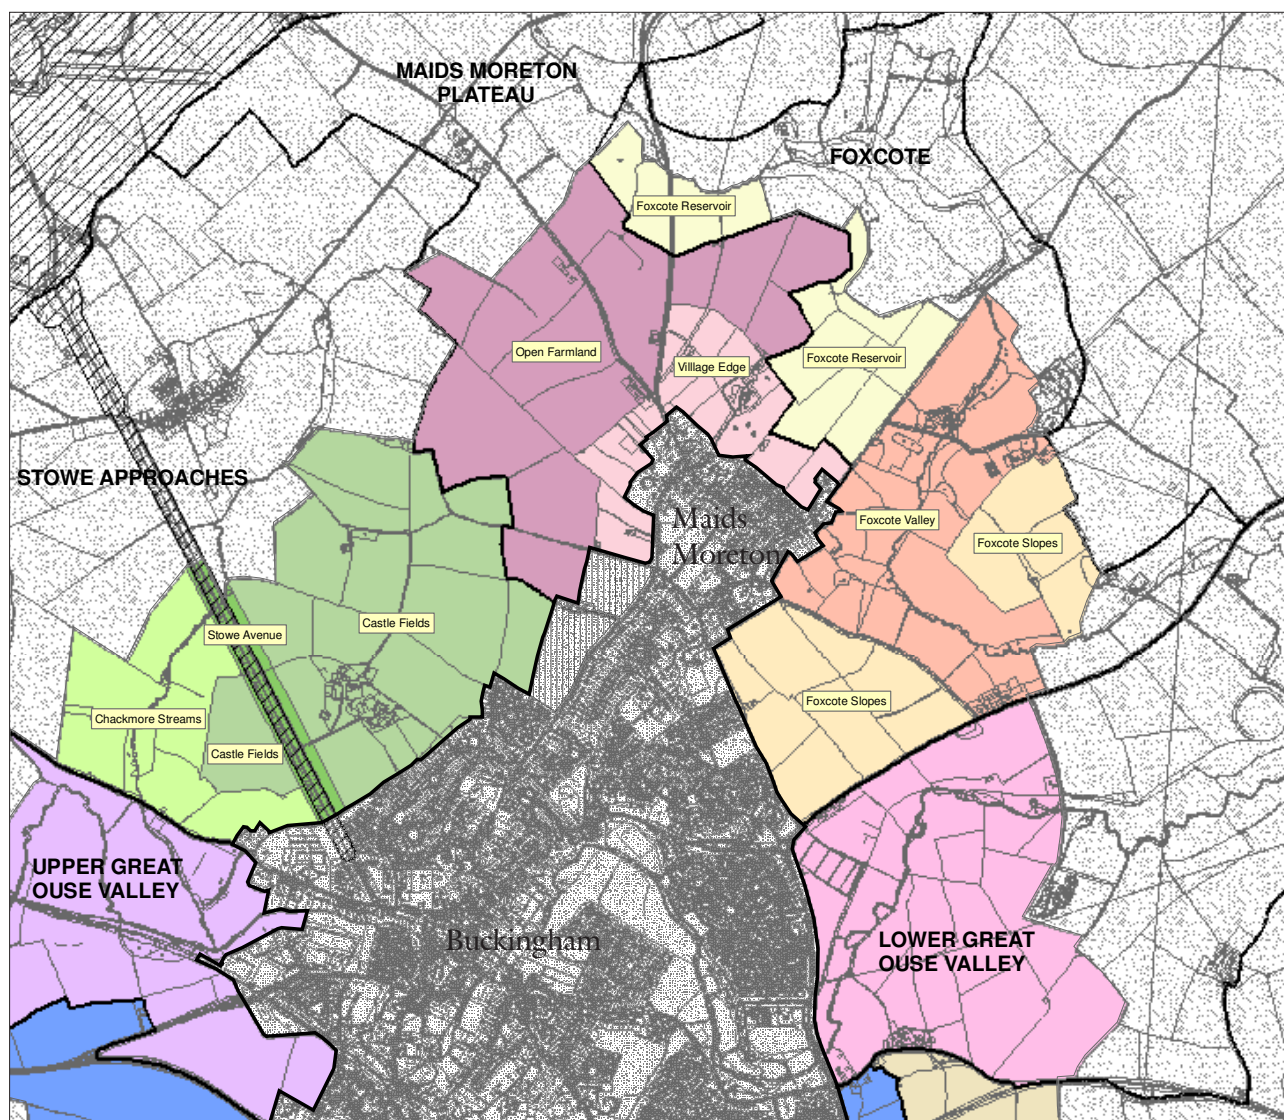 MAIDS MORETON
PLATEAU
FOXCOTE
Foxcote Reservoir
Open Farmland
Villlage Edge
Foxcote Reservoir
STOWE APPROACHES
Maids
Moreton
Foxcote Valley
Foxcote Slopes
Stowe Avenue
Castle Fields
Foxcote Slopes
Chackmore Streams
Castle Fields
UPPER GREAT
OUSE VALLEY
Buckingham
LOWER GREAT
OUSE VALLEY